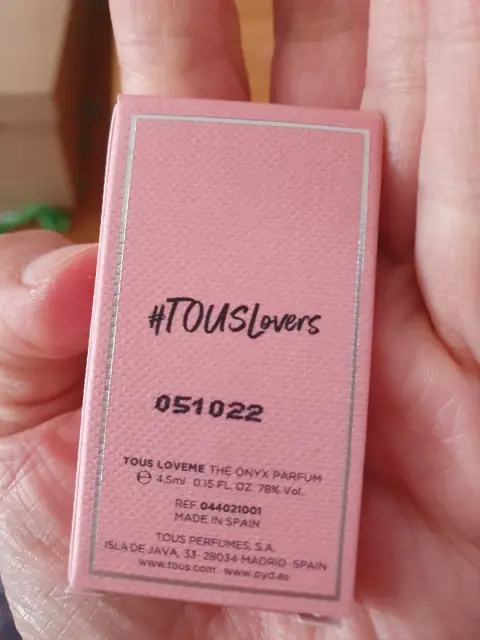 #TOUSLovers
051022
TOUS LOVEME THE ONYX PARFUM
℮ 4,5ml 0.15 FL. OZ. 78% Vol.
REF. 044021001
MADE IN SPAIN
TOUS PERFUMES, S.A.
ISLA DE JAVA, 33· 28034 MADRID· SPAIN
www.tous.com · www.pyd.es